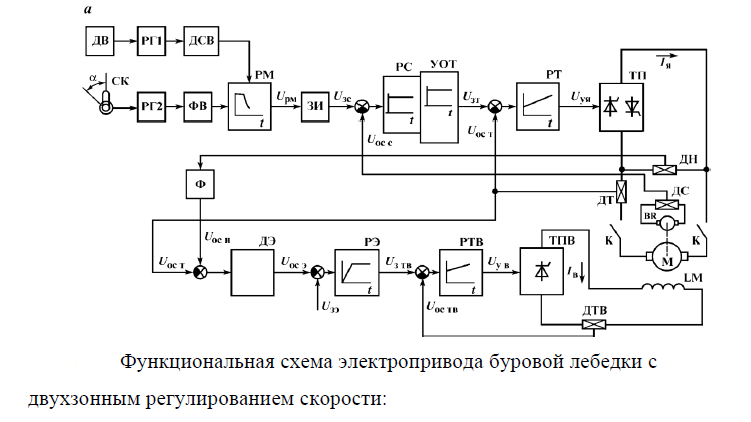 а
ДВ РГ1 ДСВ РС УОТ ТП Iя
α СК РМ РТ
РГ2 ФВ Uрм ЗИ Uзс Uзт Uуя
t t t t
Uос с Uос т
ДН
Ф ДС
ДТ BR
Uос н К К
ДЭ РЭ РТВ ТПВ М
Uос т Uос э Uз тв Uу в Iв LM
t t
Uзэ Uос тв ДТВ
Функциональная схема электропривода буровой лебедки с
двухзонным регулированием скорости: